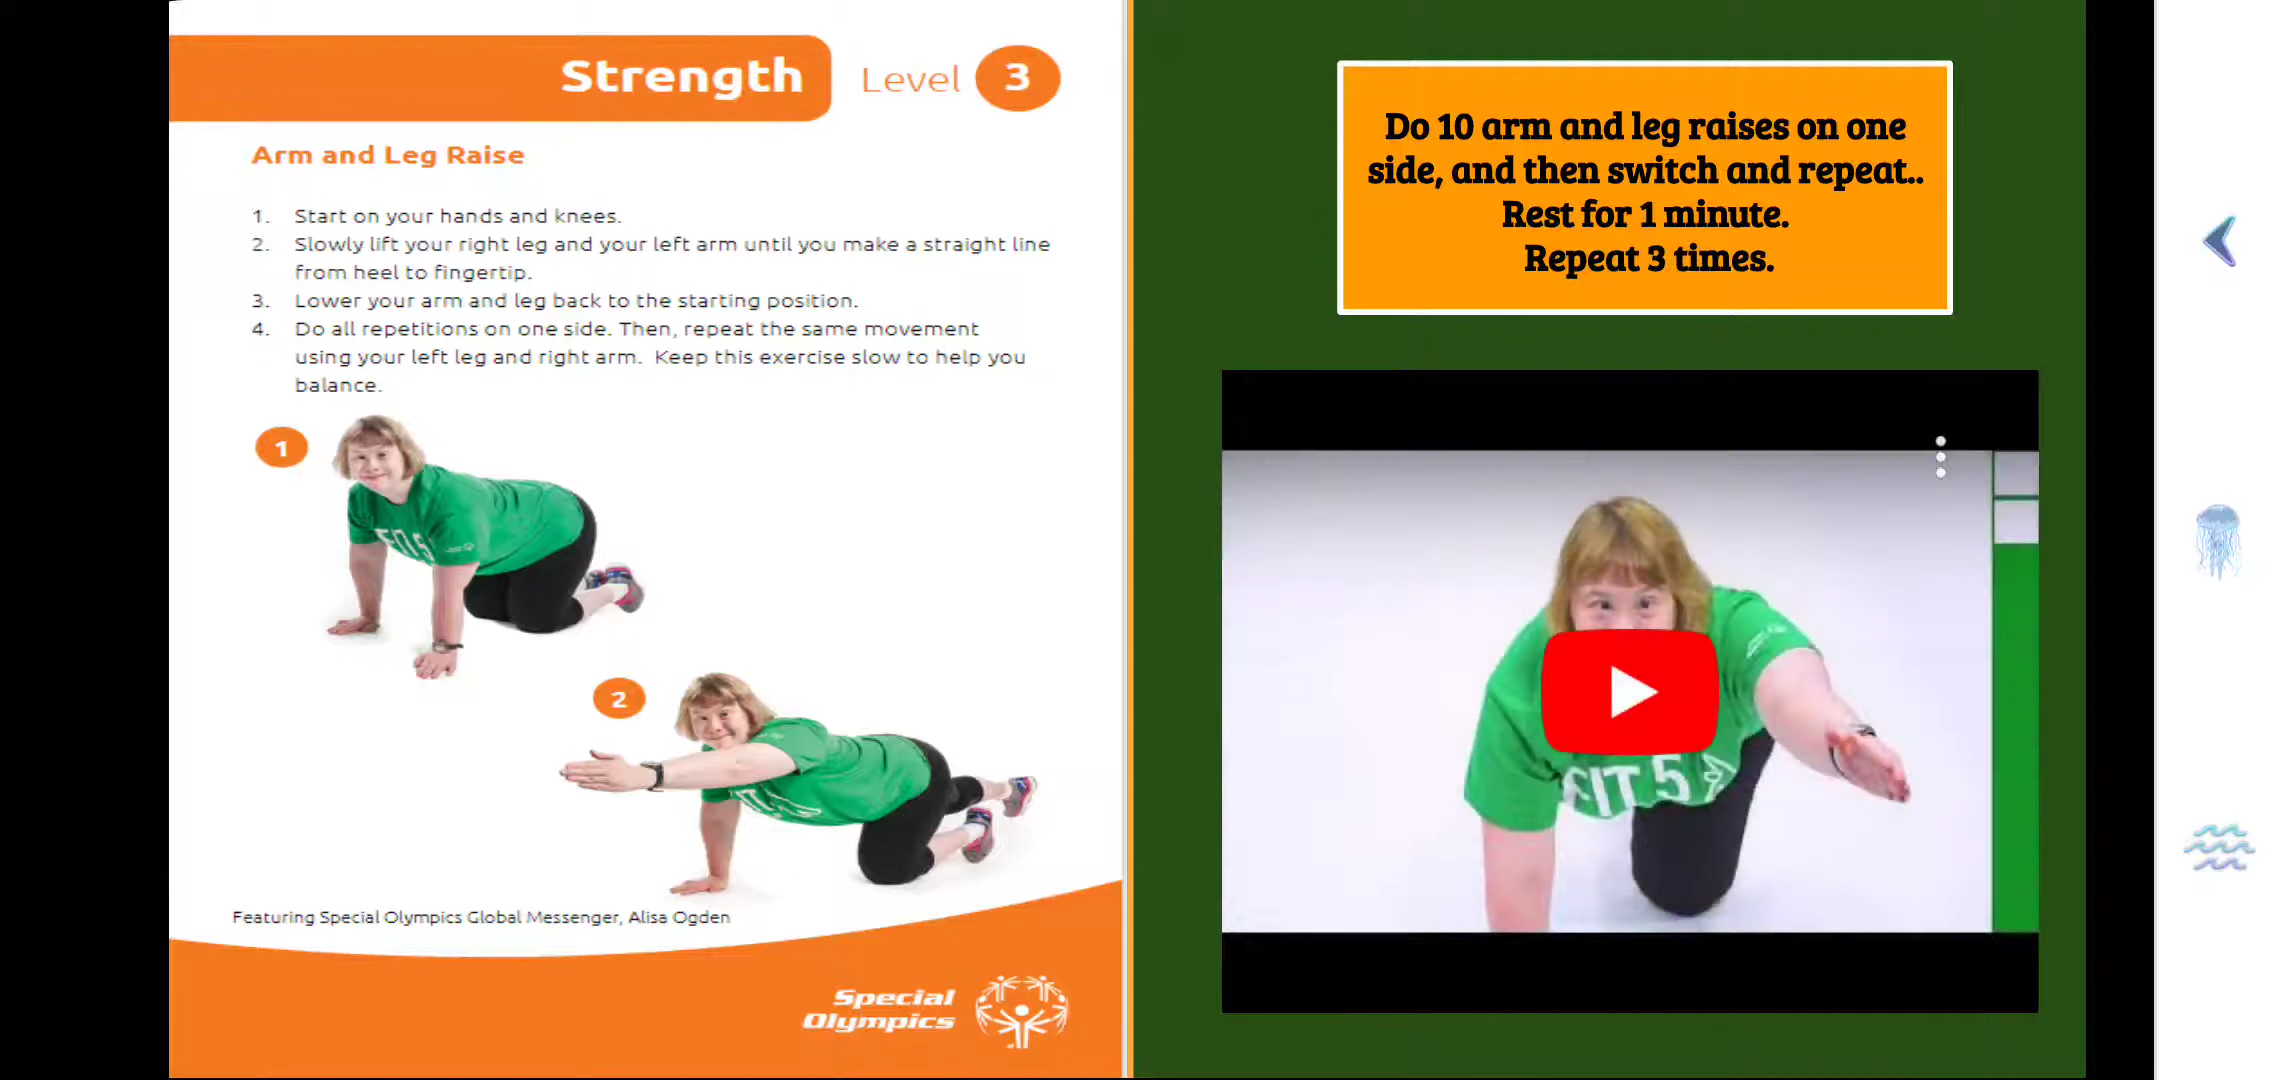 Strength Level 3
Arm and Leg Raise
1. Start on your hands and knees.
2. Slowly lift your right leg and your left arm until you make a straight line
from heel to fingertip.
3. Lower your arm and leg back to the starting position.
4. Do all repetitions on one side. Then, repeat the same movement
using your left leg and right arm. Keep this exercise slow to help you
balance.
1
2
Featuring Special Olympics Global Messenger, Alisa Ogden
Special
Olympics
Do 10 arm and leg raises on one
side, and then switch and repeat..
Rest for 1 minute.
Repeat 3 times.
FIT 5